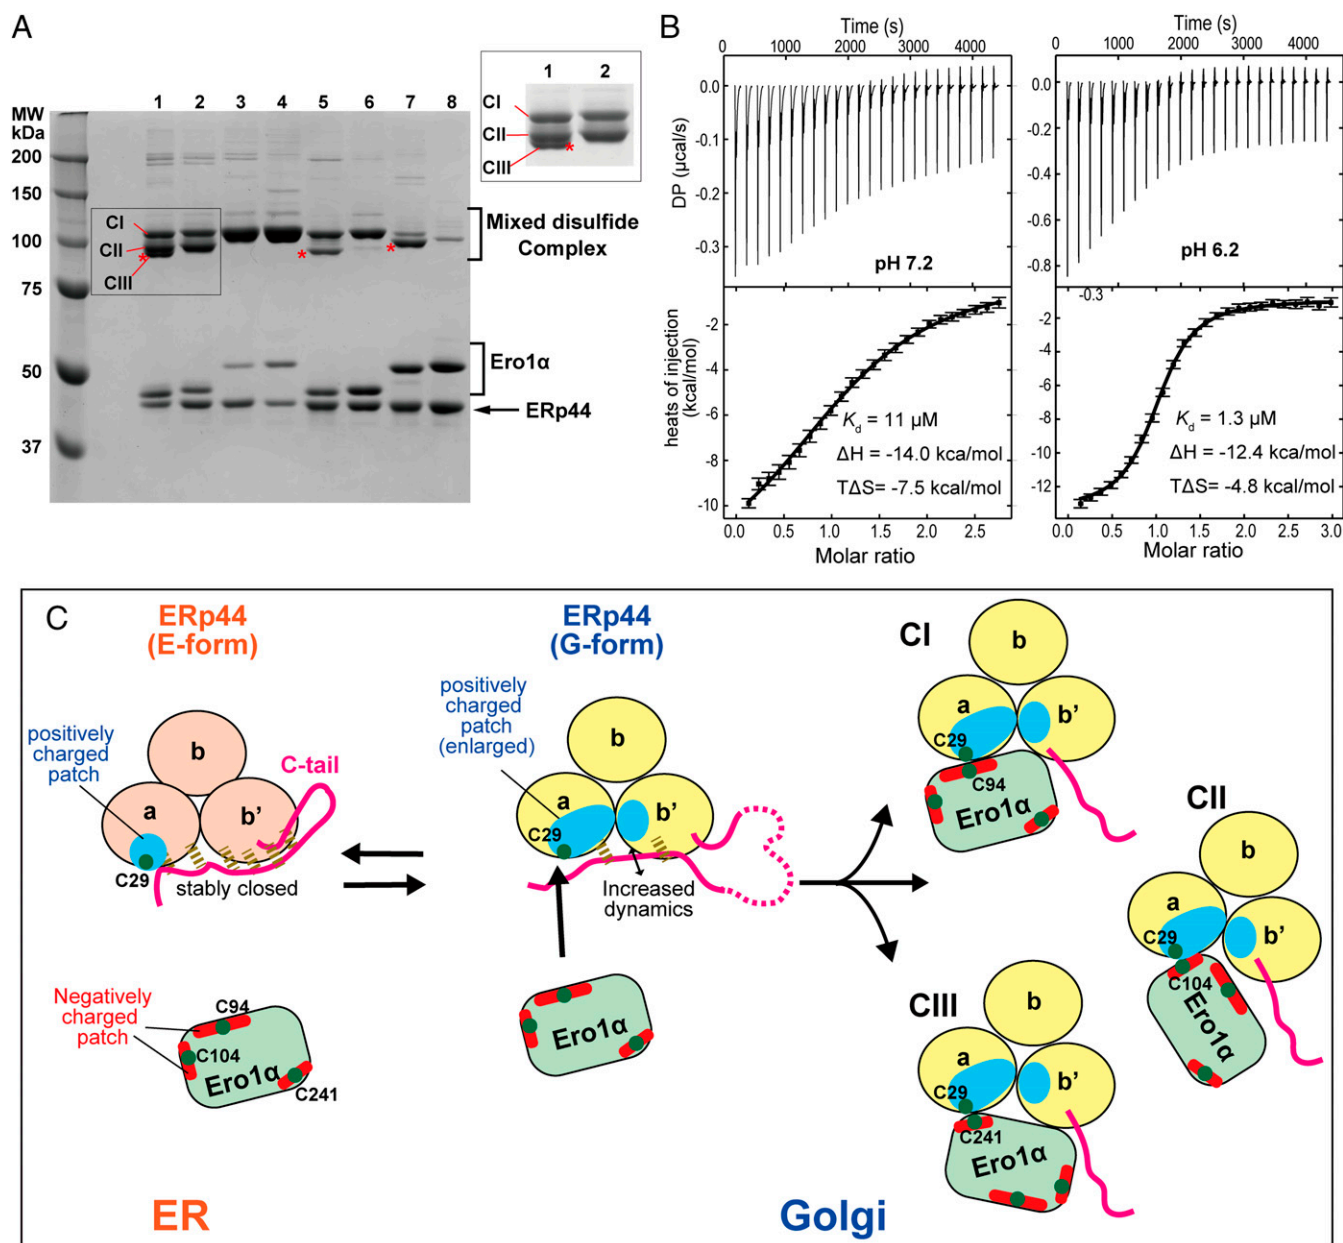 A
MW
kDa
200
150
100
75
50
37
1 2 3 4 5 6 7 8
CI
CII
*
CIII
*
*
1 2
CI
CII
CIII
*
Mixed disulfide
Complex
Ero1α
ERp44
B
Time (s)
0 1000 2000 3000 4000
DP (µcal/s)
0.0
-0.1
-0.2
-0.3
pH 7.2
heats of injection
(kcal/mol)
-2
-4
-6
-8
-10
Kd = 11 µM
ΔH = -14.0 kca/mol
TΔS= -7.5 kcal/mol
0.0 0.5 1.0 1.5 2.0 2.5
Molar ratio
Time (s)
0 1000 2000 3000 4000
0.0
-0.2
-0.4
-0.6
-0.8
pH 6.2
-0.3
-2
-4
-6
-8
-10
-12
Kd = 1.3 µM
ΔH = -12.4 kca/mol
TΔS= -4.8 kcal/mol
0.0 0.5 1.0 1.5 2.0 2.5 3.0
Molar ratio
C
ERp44
(E-form)
positively
charged
patch
b
a
b’
C-tail
C29
stably closed
Negatively
charged
patch
C94
C104
Ero1α
C241
ER
ERp44
(G-form)
positively
charged
patch
(enlarged)
b
a
b’
C29
Increased
dynamics
Ero1α
Golgi
CI
b
a
b’
C29
C94
Ero1α
CII
b
a
b’
C29
C104
Ero1α
CIII
b
a
b’
C29
C241
Ero1α